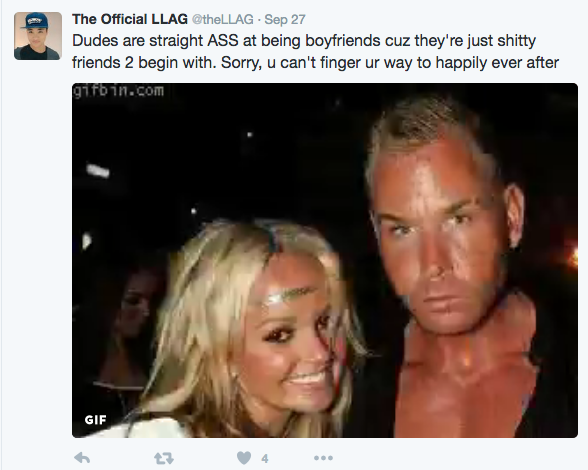 The Official LLAG @theLLAG · Sep 27
Dudes are straight ASS at being boyfriends cuz they're just shitty
friends 2 begin with. Sorry, u can't finger ur way to happily ever after
gifbin.com
GIF
4